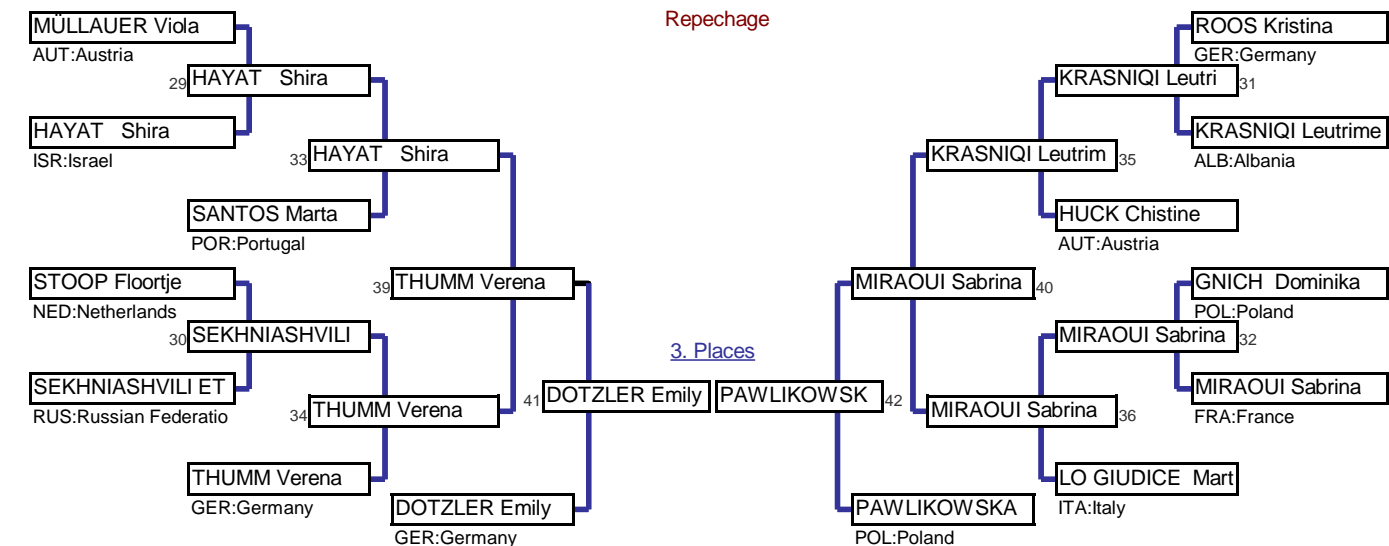 Repechage
MÜLLAUER Viola
AUT:Austria
29 HAYAT Shira
HAYAT Shira
ISR:Israel
33 HAYAT Shira
SANTOS Marta
POR:Portugal
STOOP Floortje
NED:Netherlands
39 THUMM Verena
30 SEKHNIASHVILI
SEKHNIASHVILI ET
RUS:Russian Federatio
34 THUMM Verena
THUMM Verena
GER:Germany
41 DOTZLER Emily
DOTZLER Emily
GER:Germany
3. Places
ROOS Kristina
GER:Germany
KRASNIQI Leutri 31
KRASNIQI Leutrime
ALB:Albania
KRASNIQI Leutrim 35
HUCK Chistine
AUT:Austria
MIRAOUI Sabrina 40
GNICH Dominika
POL:Poland
MIRAOUI Sabrina 32
MIRAOUI Sabrina
FRA:France
PAWLIKOWSK 42
MIRAOUI Sabrina 36
LO GIUDICE Mart
ITA:Italy
PAWLIKOWSKA
POL:Poland